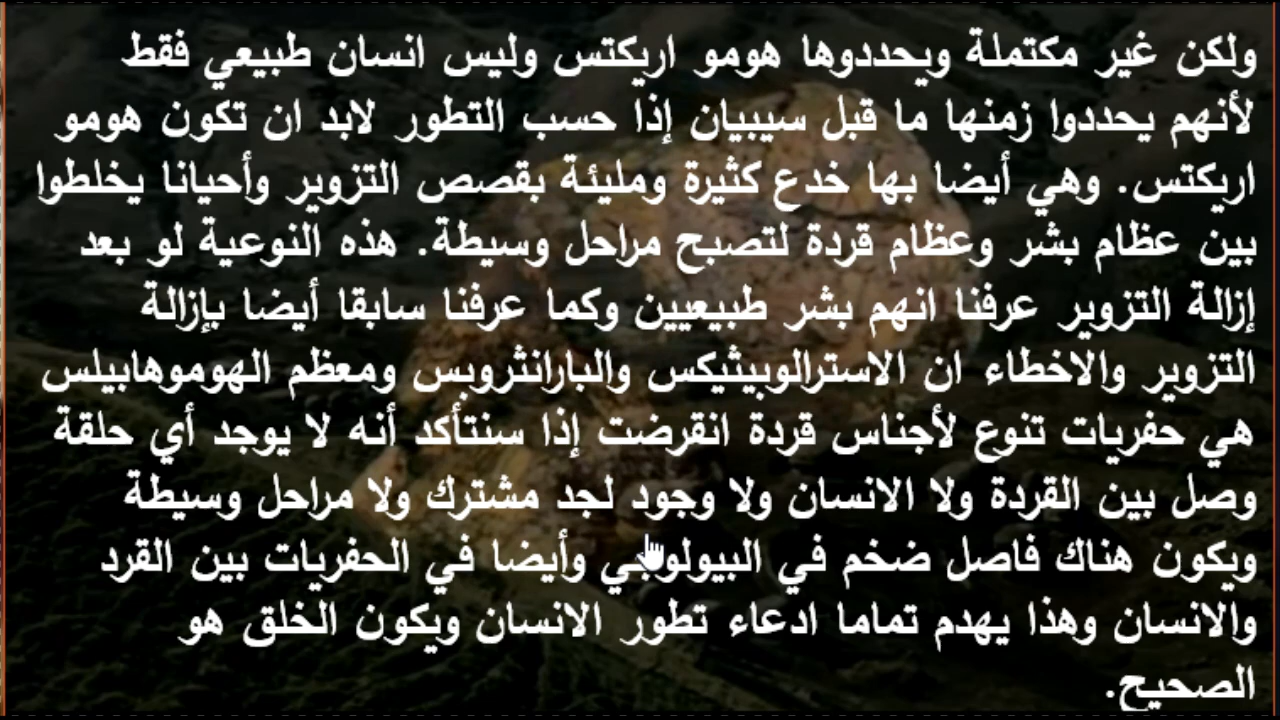 ولكن غير مكتملة ويحددوها هومو اريكتس وليس انسان طبيعي فقط
لأنهم يحددوا زمنها ما قبل سيبيان إذا حسب التطور لابد ان تكون هومو
اريكتس. وهي أيضا بها خدع كثيرة ومليئة بقصص التزوير وأحيانا يخلطوا
بين عظام بشر وعظام قردة لتصبح مراحل وسيطة. هذه النوعية لو بعد
إزالة التزوير عرفنا انهم بشر طبيعيين وكما عرفنا سابقا أيضا بإزالة
التزوير والاخطاء ان الاسترالوبيثيكس والبارانثروبس ومعظم الهوموهابيلس
هي حفريات تنوع لأجناس قردة انقرضت إذا سنتأكد أنه لا يوجد أي حلقة
وصل بين القردة ولا الانسان ولا وجود لجد مشترك ولا مراحل وسيطة
ويكون هناك فاصل ضخم في البيولوجي وأيضا في الحفريات بين القرد
والانسان وهذا يهدم تماما ادعاء تطور الانسان ويكون الخلق هو
الصحيح.